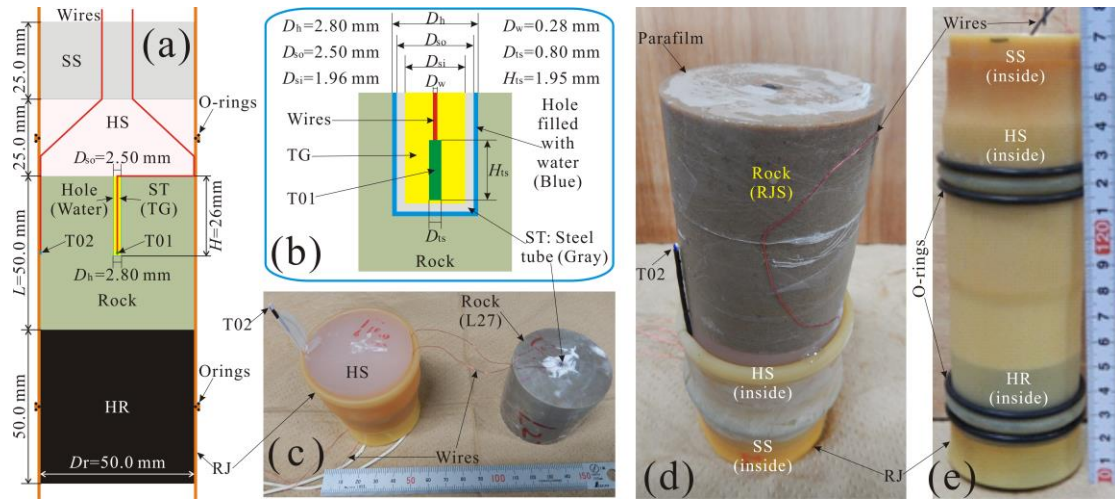 Wires
(a)
SS
25.0 mm
HS
O-rings
25.0 mm
Dso=2.50 mm
Hole
(Water)
ST
(TG)
H=26mm
T02
T01
L=50.0 mm
Dh=2.80 mm
Rock
50.0 mm
HR
Orings
Dr=50.0 mm
RJ
Dh=2.80 mm
Dso=2.50 mm
Dsi=1.96 mm
Dh
Dso
Dsi
Dw
Dw=0.28 mm
Dts=0.80 mm
Hts=1.95 mm
Wires
TG
T01
Hts
Hole
filled
with
water
(Blue)
Dts
(b)
Rock
ST: Steel
tube(Gray)
T02
Rock
(L27)
HS
(c)
Wires
Wires
50
100
150
Parafilm
Rock
(RJS)
T02
HS
(inside)
SS
(inside)
(d)
RJ
Wires
SS
(inside)
HS
(inside)
O-rings
HR
(inside)
(e)
120